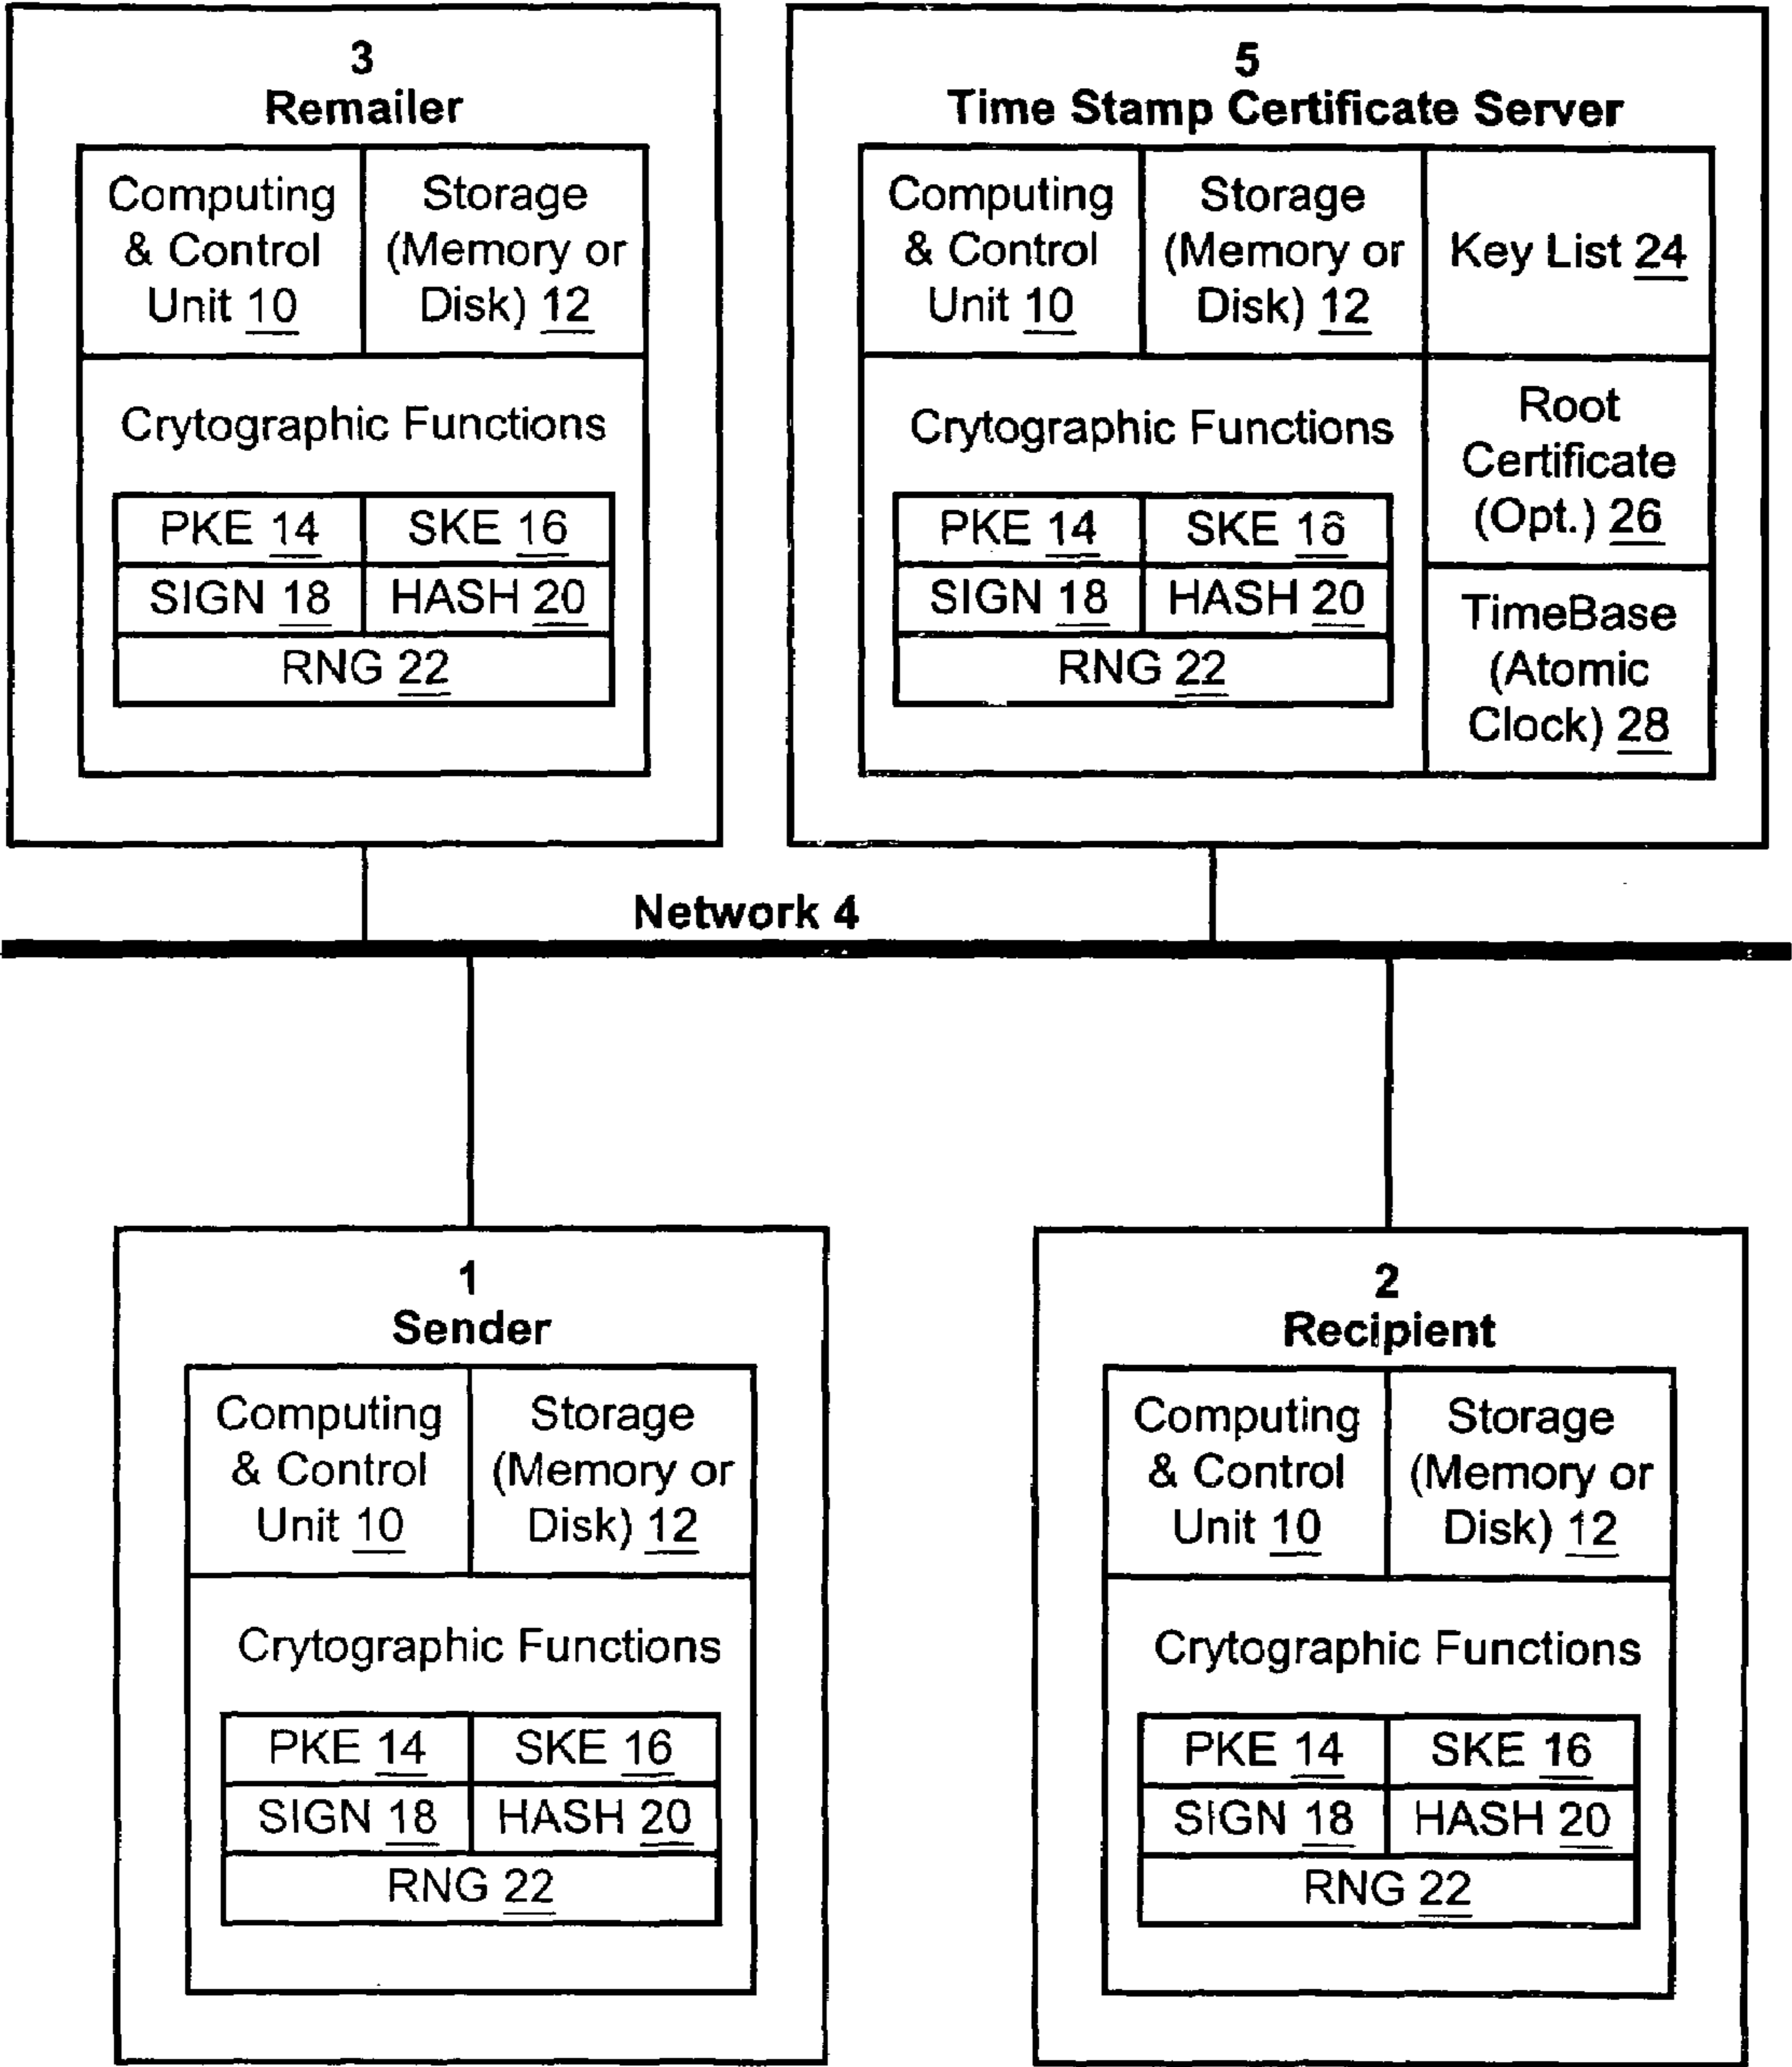 3
Remailer
Computing
& Control
Unit 10
Storage
(Memory or
Disk) 12
Crytographic Functions
PKE 14
SKE 16
SIGN 18
HASH 20
RNG 22
5
Time Stamp Certificate Server
Computing
& Control
Unit 10
Storage
(Memory or
Disk) 12
Key List 24
Crytographic Functions
PKE 14
SKE 16
SIGN 18
HASH 20
RNG 22
Root
Certificate
(Opt.) 26
TimeBase
(Atomic
Clock) 28
Network 4
1
Sender
Computing
& Control
Unit 10
Storage
(Memory or
Disk) 12
Crytographic Functions
PKE 14
SKE 16
SIGN 18
HASH 20
RNG 22
2
Recipient
Computing
& Control
Unit 10
Storage
(Memory or
Disk) 12
Crytographic Functions
PKE 14
SKE 16
SIGN 18
HASH 20
RNG 22